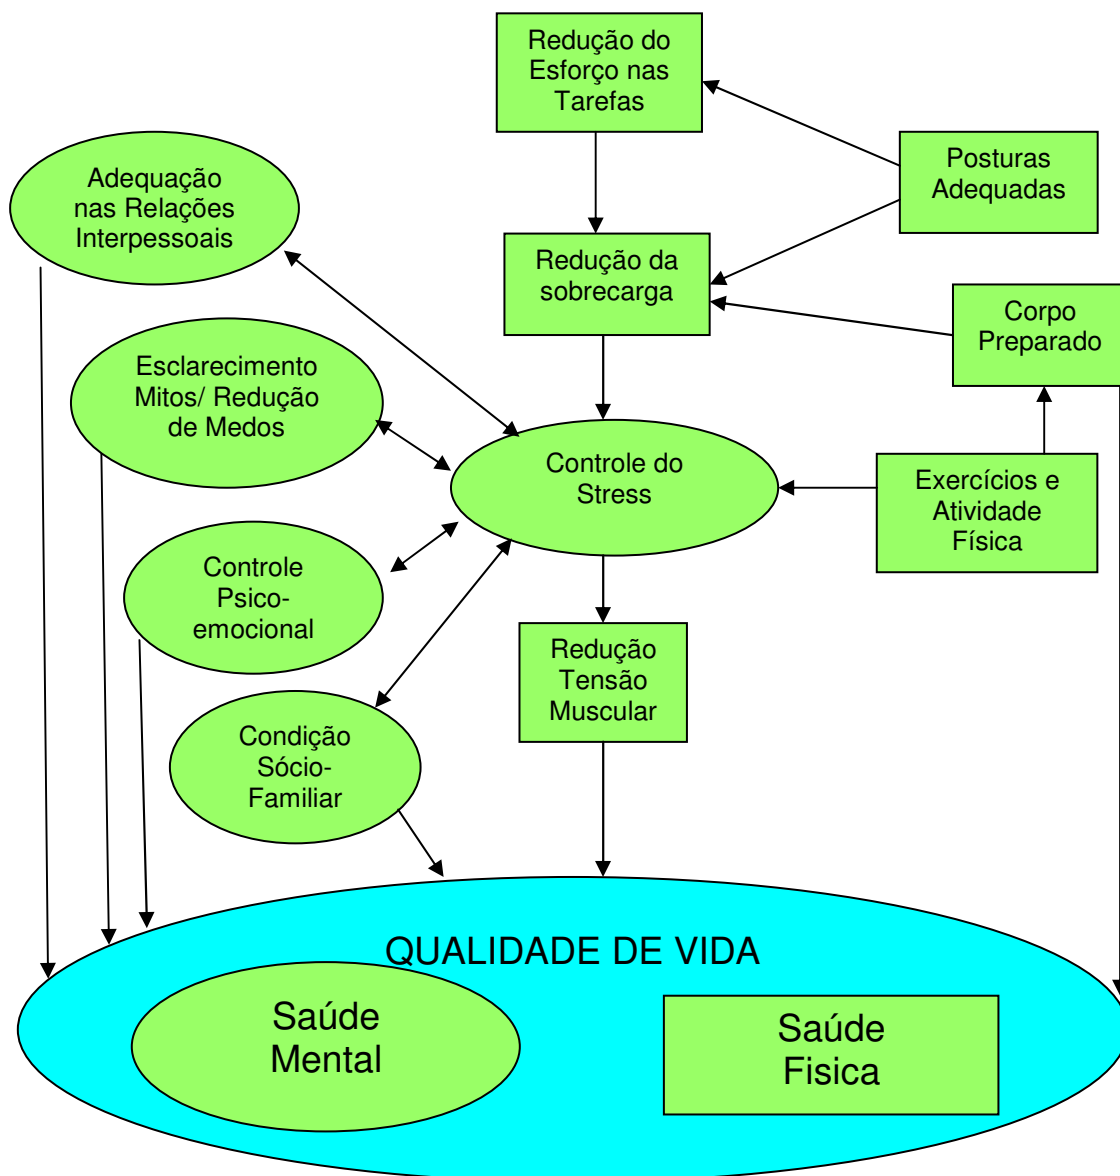 Redução do
Esforço nas
Tarefas
Posturas
Adequadas
Adequação
nas Relações
Interpessoais
Redução da
sobrecarga
Corpo
Preparado
Esclarecimento
Mitos/ Redução
de Medos
Controle do
Stress
Exercícios e
Atividade
Física
Controle
Psico-
emocional
Redução
Tensão
Muscular
Condição
Sócio-
Familiar
QUALIDADE DE VIDA
Saúde
Mental
Saúde
Fisica